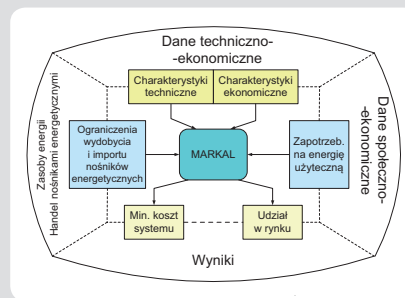 Dane techniczno-
-ekonomiczne
Charakterystyki
techniczne
Charakterystyki
ekonomiczne
Zasoby energii
Handel nośnikami energetycznymi
Ograniczenia
wydobycia
i importu
nośników
energetycznych
MARKAL
Zapotrzeb.
na energię
użyteczną
Dane społeczno-
-ekonomiczne
Min. koszt
systemu
Udział
w rynku
Wyniki